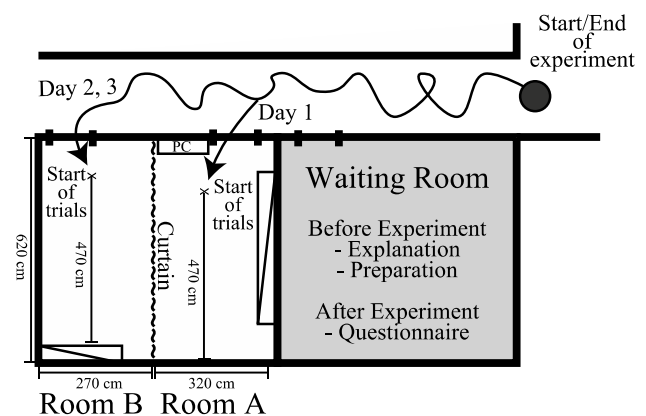 Start/End
of
experiment
Day 2, 3
Day 1
PC
Start
of
trials
Start
of
trials
Waiting Room
Before Experiment
- Explanation
- Preparation
After Experiment
- Questionnaire
Curtain
470 cm
470 cm
620 cm
270 cm
320 cm
Room B
Room A